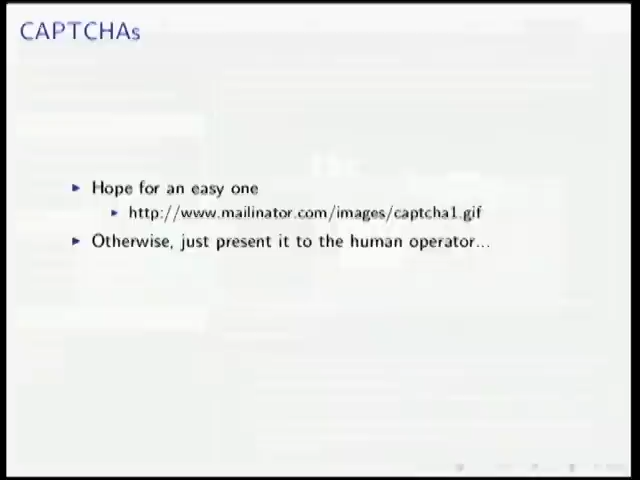 CAPTCHAs
Hope for an easy one
http://www.mailinator.com/images/captcha1.gif
Otherwise, just present it to the human operator...